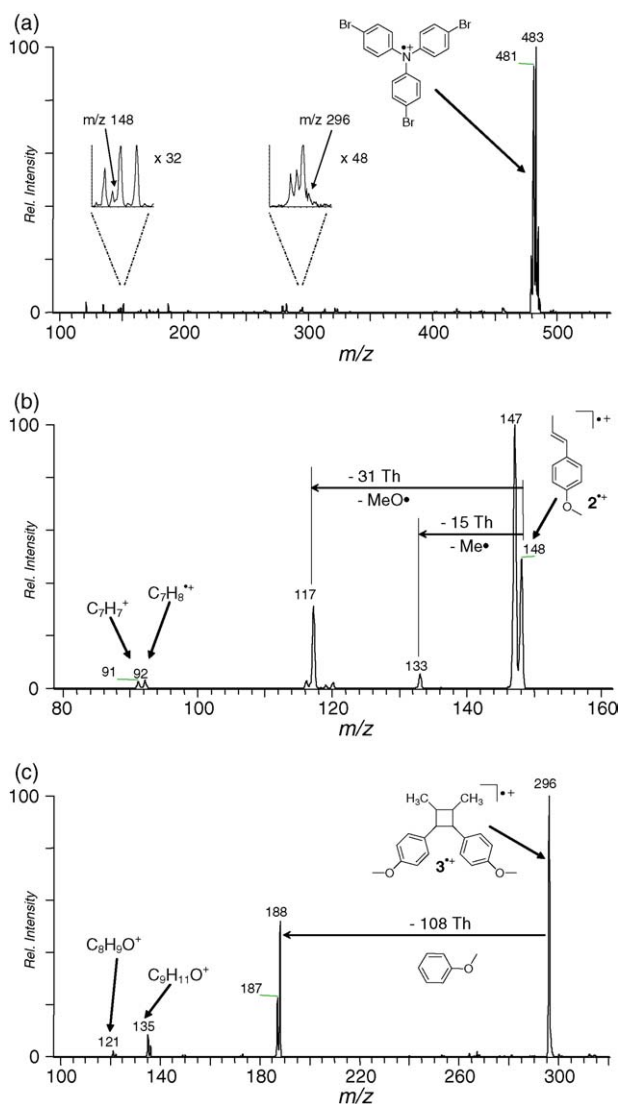 (a)
Br
Br
483
481
N•+
m/z 148
m/z 296
x 32
x 48
Br
Rel. Intensity
100
0
100
200
300
400
500
m/z
(b)
100
147
•+
- 31 Th
- MeO•
- 15 Th
- Me•
O
2•+
148
C7H7+
C7H8•+
117
133
91
92
Rel. Intensity
0
80
100
120
140
160
m/z
(c)
100
296
•+
H3C
CH3
O
O
3•+
188
- 108 Th
O
C8H9O+
C9H11O+
187
135
121
Rel. Intensity
0
100
140
180
220
260
300
m/z